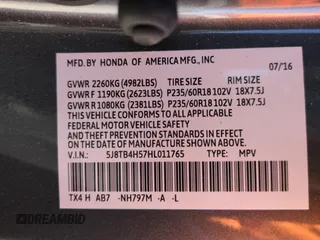 MFD. BY HONDA OF AMERICA MFG., INC 07/16
GVWR 2260KG (4982LBS) TIRE SIZE RIM SIZE
GVWR F 1190KG (2623LBS) P235/60R18 102V 18X7.5J
GVWR R 1080KG (2381LBS) P235/60R18 102V 18X7.5J
THIS VEHICLE CONFORMS TO ALL APPLICABLE
FEDERAL MOTOR VEHICLE SAFETY AND
THEFT PREVENTION STANDARDS IN EFFECT
ON THE DATE OF MANUFACTURE SHOWN ABOVE.
V.I.N.: 5J8TB4H57HL011765 TYPE: MPV
TX4 H AB7 -NH797M -A -L
DREAMBID